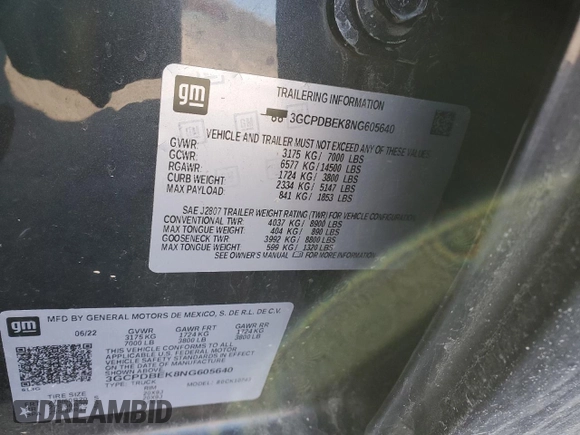 gm
TRAILERING INFORMATION
3GCPDBEK8NG605640
VEHICLE AND TRAILER MUST NOT EXCEED ANY OF THESE VALUES
GVWR: 3175 KG/ 7000 LBS
GCWR: 6577 KG/14500 LBS
RGAWR: 1724 KG/ 3800 LBS
CURB WEIGHT 2334 KG/ 5147 LBS
MAX PAYLOAD 841 KG/ 1853 LBS
SAE J2807 TRAILER WEIGHT RATING (TWR) FOR VEHICLE CONFIGURATION
CONVENTIONAL TWR: 4037 KG/ 8900 LBS
MAX TONGUE WEIGHT: 404 KG/ 890 LBS
GOOSENECK TWR: 3992 KG/ 8800 LBS
MAX TONGUE WEIGHT: 599 KG/ 1320 LBS
SEE OWNER'S MANUAL FOR MORE INFORMATION
gm
MFD BY GENERAL MOTORS DE MEXICO, S. DE R.L. DE C.V.
06/22 GVWR GAWR FRT GAWR RR
3175 KG 1724 KG 1724 KG
7000 LB 3800 LB 3800 LB
THIS VEHICLE CONFORMS TO ALL
APPLICABLE U.S. FEDERAL MOTOR
VEHICLE SAFETY STANDARDS IN
EFFECT ON THE DATE OF MANUFACTURE
SHOWN ABOVE.
3GCPDBEK8NG605640
TYPE: TRUCK MODEL:
TIRE SIZE RIM
DREAMBID